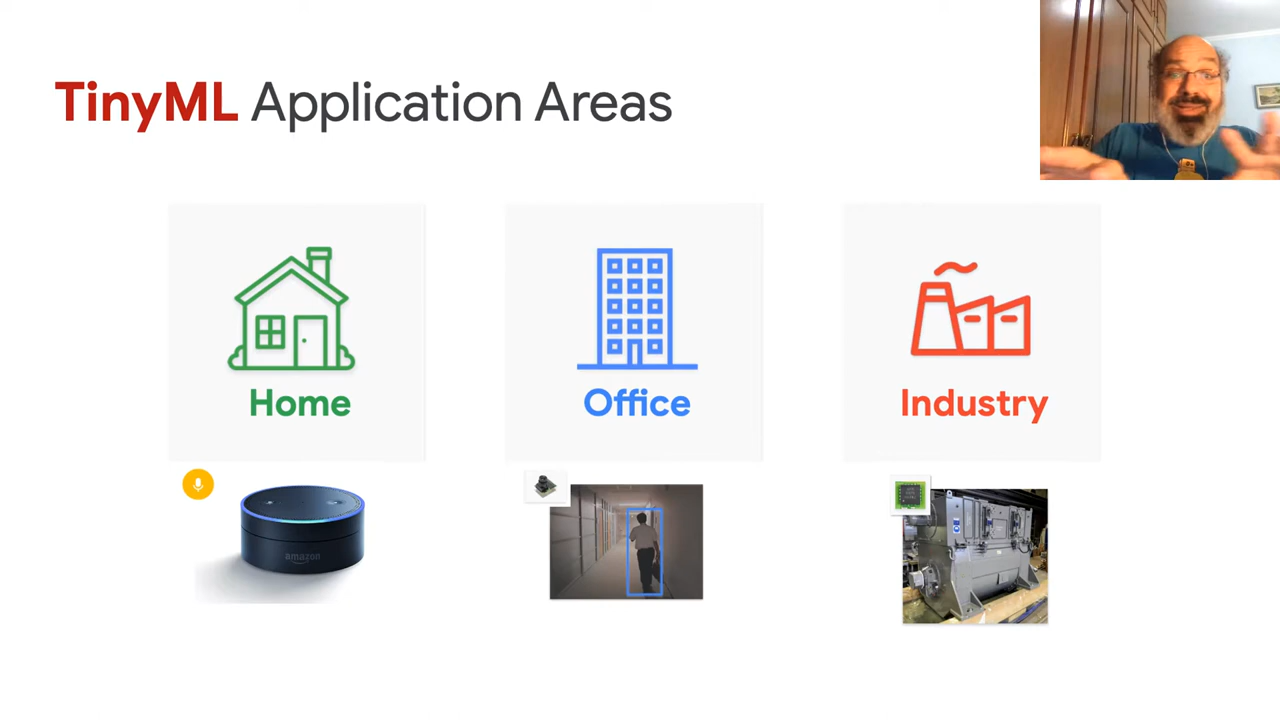 TinyML Application Areas
Home
Office
Industry
amazon